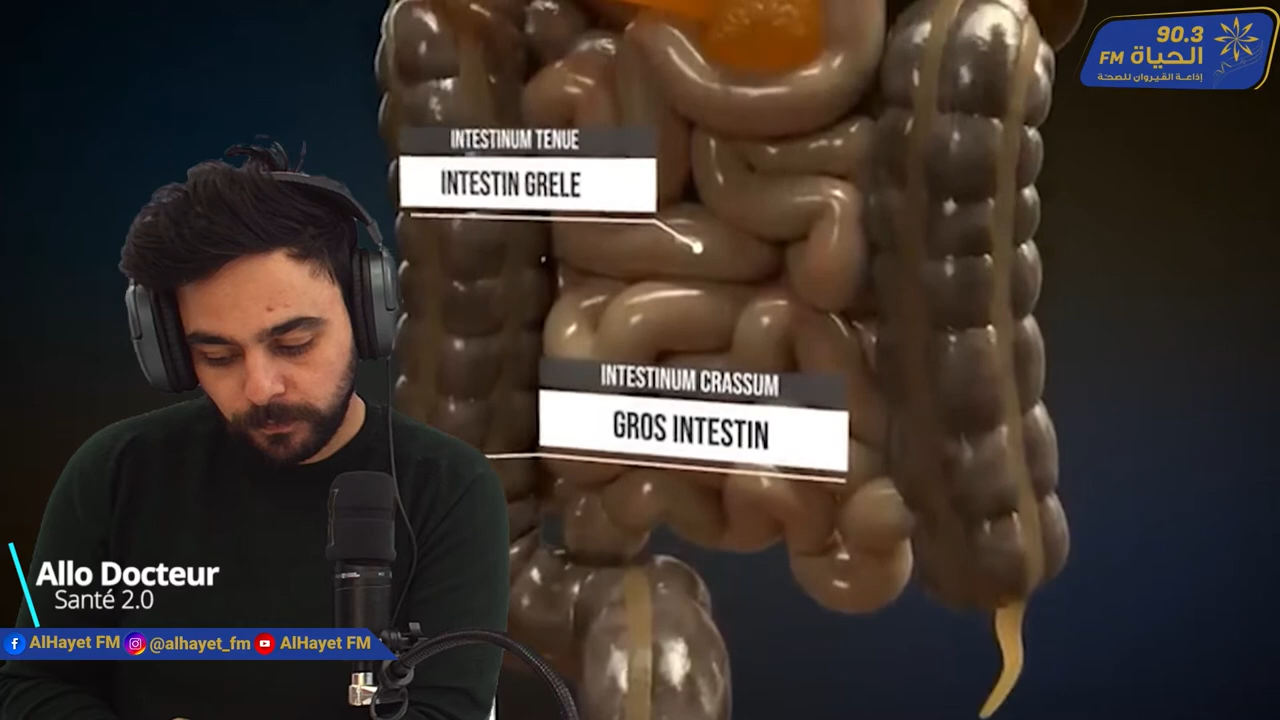 90.3
الحياة FM
إذاعة القيروان للصحة
INTESTINUM TENUE
INTESTIN GRELE
INTESTINUM CRASSUM
GROS INTESTIN
Allo Docteur
Santé 2.0
AlHayet FM @alhayet_fm AlHayet FM